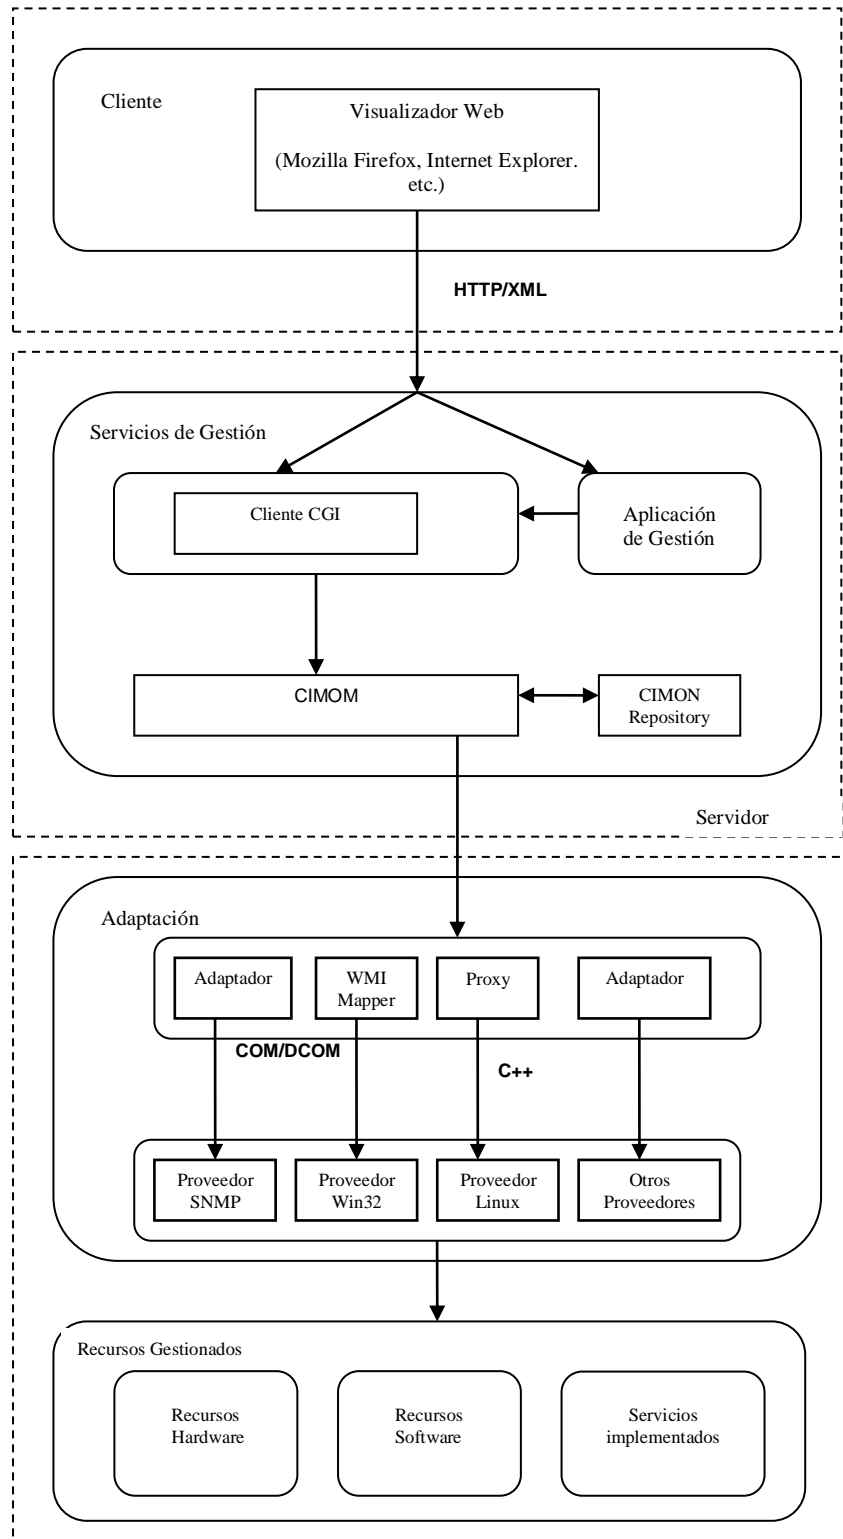 Cliente
Visualizador Web
(Mozilla Firefox, Internet Explorer.
etc.)
HTTP/XML
Servicios de Gestión
Cliente CGI
Aplicación
de Gestión
CIMOM
CIMON
Repository
Servidor
Adaptación
Adaptador
WMI
Mapper
Proxy
Adaptador
COM/DCOM
C++
Proveedor
SNMP
Proveedor
Win32
Proveedor
Linux
Otros
Proveedores
Recursos Gestionados
Recursos
Hardware
Recursos
Software
Servicios
implementados